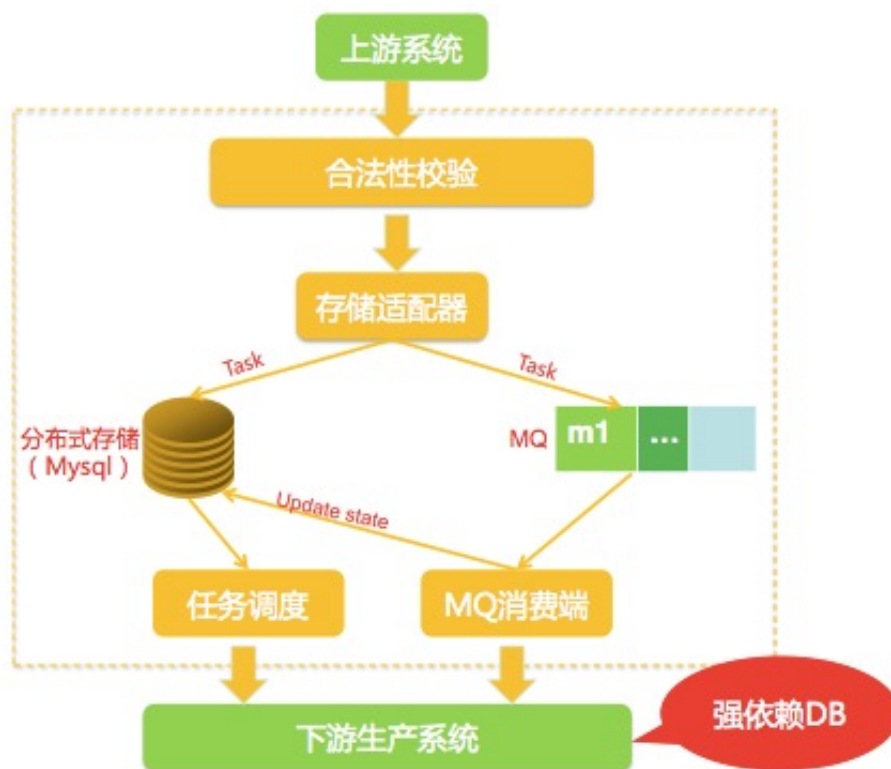 上游系统
合法性校验
存储适配器
Task
Task
分布式存储
（Mysql）
MQ
m1
...
Update state
任务调度
MQ消费端
下游生产系统
强依赖DB